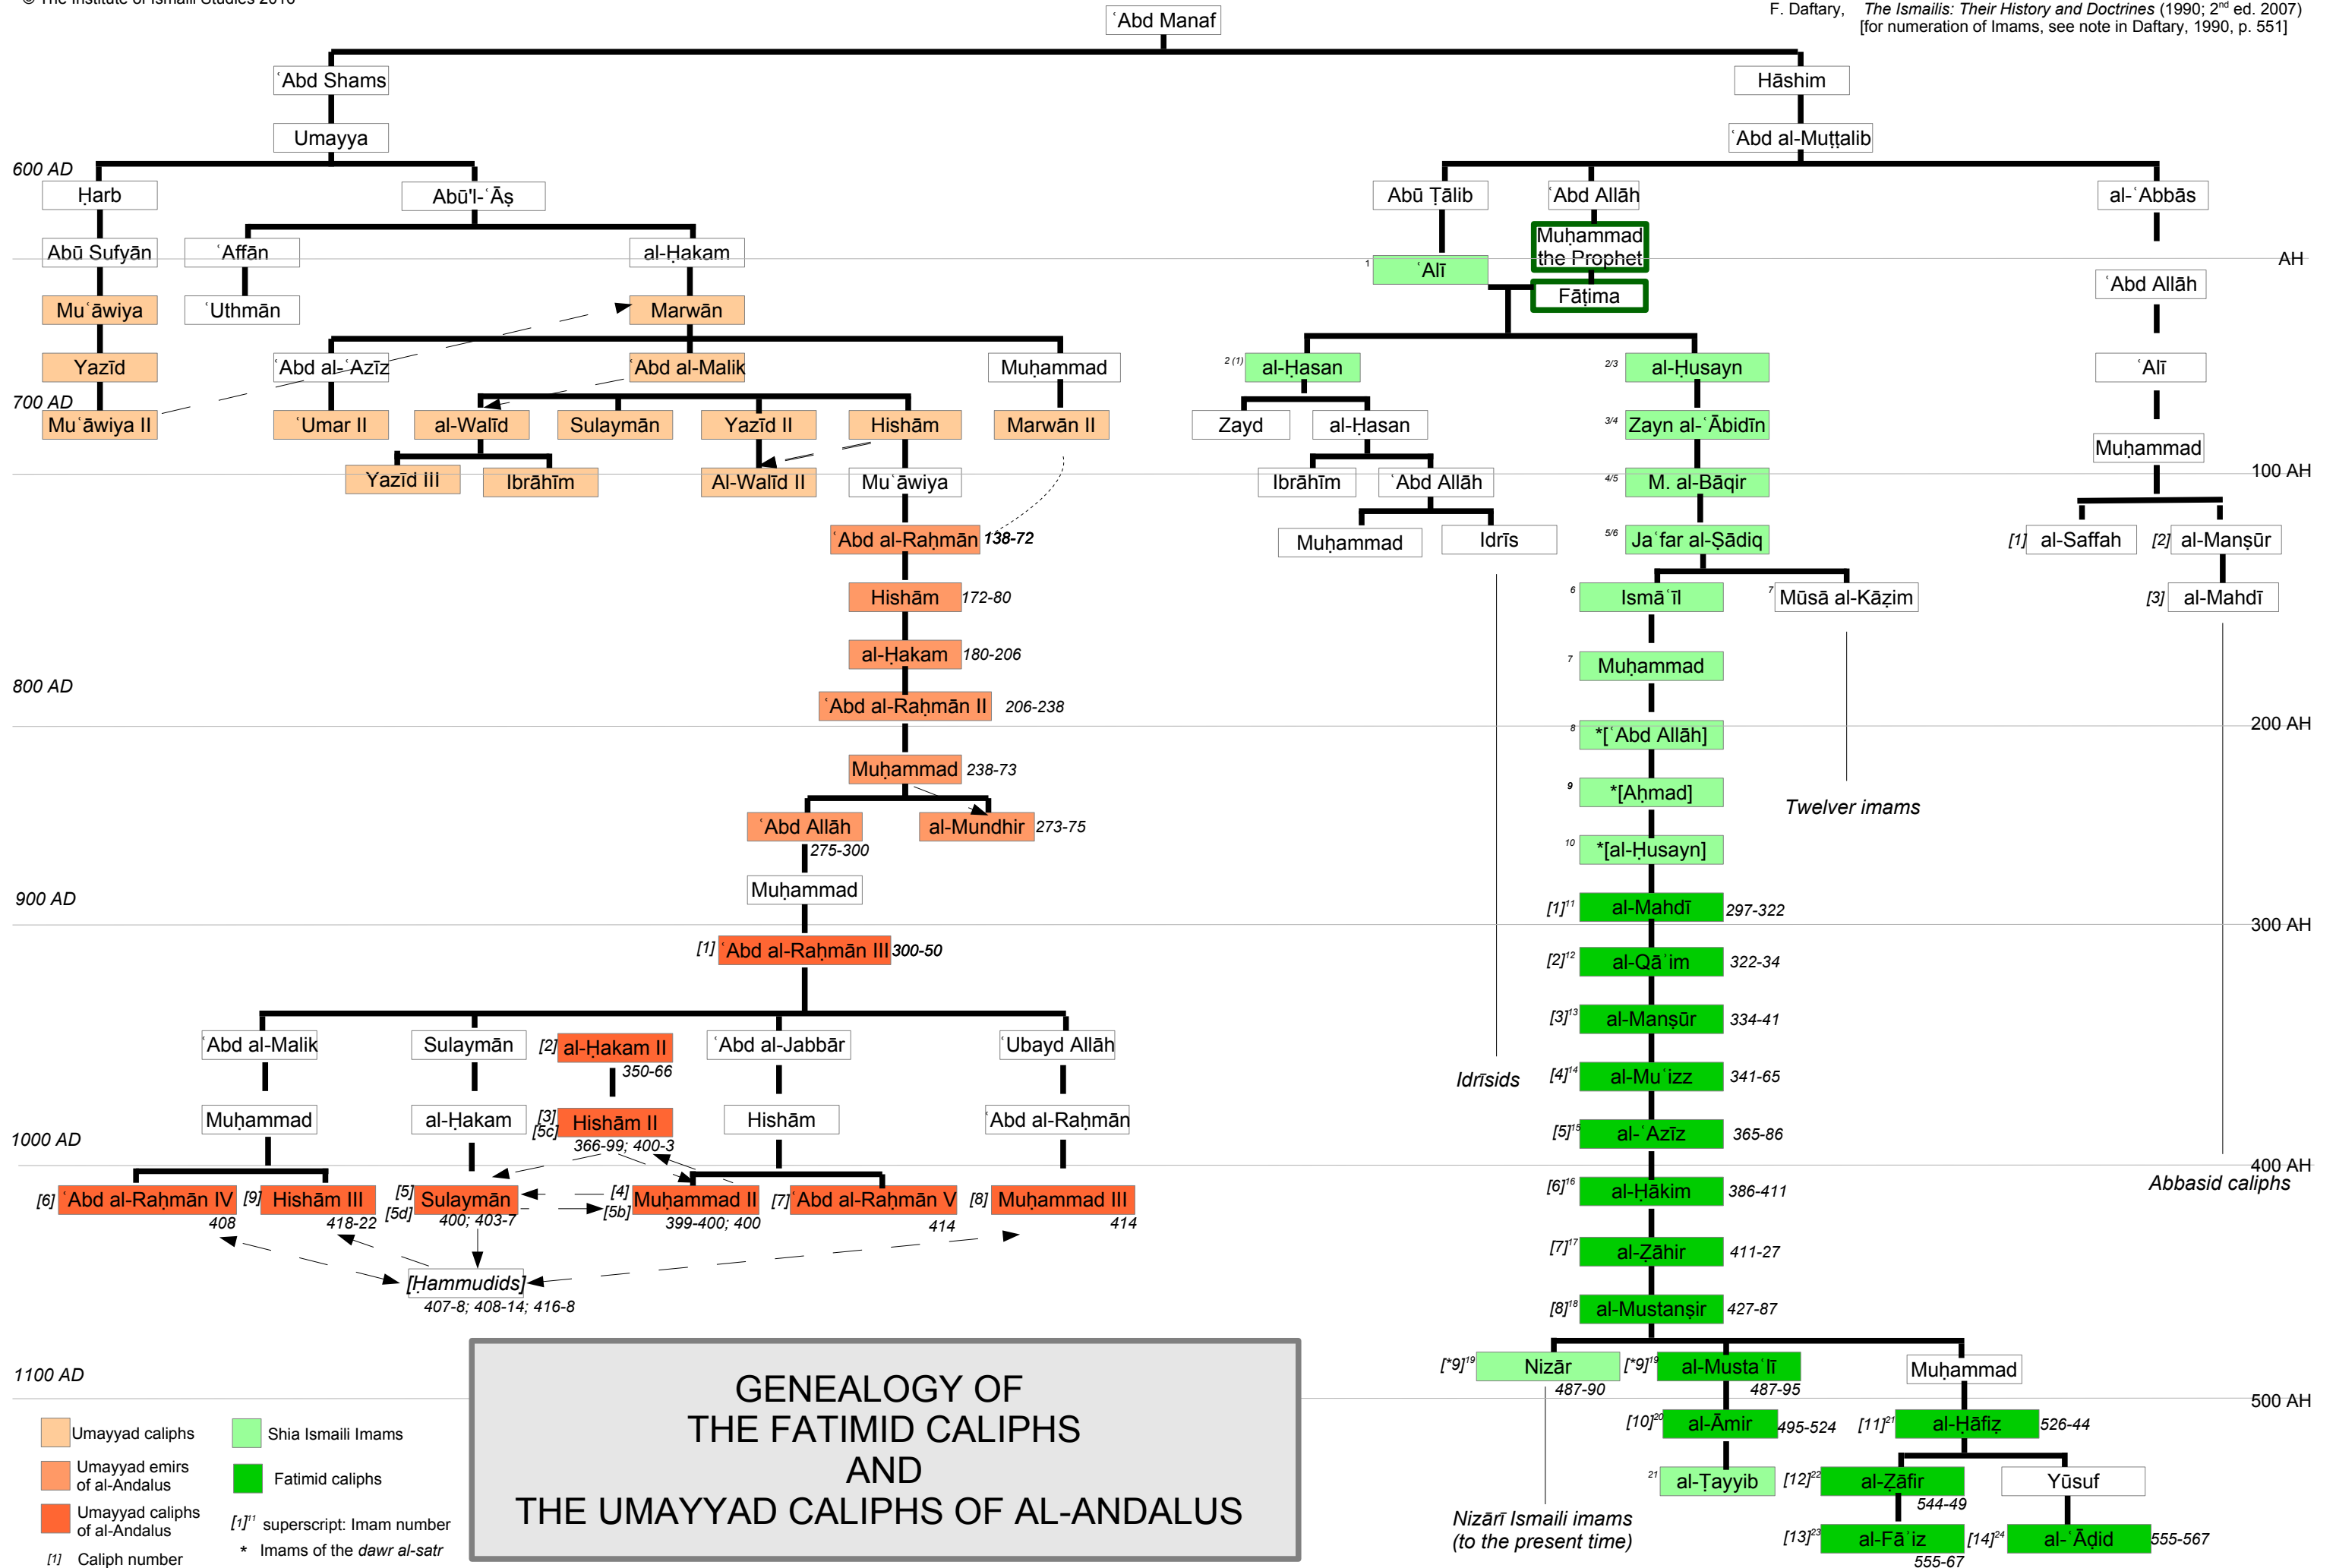 © The Institute of Ismaili Studies 2010
F. Daftary, The Ismailis: Their History and Doctrines (1990; 2nd ed. 2007)
[for numeration of Imams, see note in Daftary, 1990, p. 551]
ʿAbd Manaf
ʿAbd Shams
Hāshim
Umayya
ʿAbd al-Muṭṭalib
600 AD
Ḥarb
Abū'l-ʿĀṣ
Abū Ṭālib
ʿAbd Allāh
al-ʿAbbās
Abū Sufyān
ʿAffān
al-Ḥakam
Muḥammad
the Prophet
AH
1 ʿAlī
Muʿāwiya
ʿUthmān
Marwān
Fāṭima
ʿAbd Allāh
Yazīd
ʿAbd al-ʿAzīz
ʿAbd al-Malik
Muḥammad
2 (1) al-Ḥasan
2/3 al-Ḥusayn
ʿAlī
700 AD
Muʿāwiya II
ʿUmar II
al-Walīd
Sulaymān
Yazīd II
Hishām
Marwān II
Zayd
al-Ḥasan
3/4 Zayn al-ʿĀbidīn
Muḥammad
100 AH
Yazīd III
Ibrāhīm
Al-Walīd II
Muʿāwiya
Ibrāhīm
ʿAbd Allāh
4/5 M. al-Bāqir
ʿAbd al-Raḥmān 138-72
Muḥammad
Idrīs
5/6 Jaʿfar al-Ṣādiq
[1] al-Saffah
[2] al-Manṣūr
Hishām 172-80
6 Ismāʿīl
7 Mūsā al-Kāẓim
[3] al-Mahdī
al-Ḥakam 180-206
7 Muḥammad
800 AD
ʿAbd al-Raḥmān II 206-238
200 AH
8 *[ʿAbd Allāh]
Muḥammad 238-73
9 *[Aḥmad]
Twelver imams
ʿAbd Allāh
275-300
al-Mundhir 273-75
10 *[al-Ḥusayn]
Muḥammad
900 AD
[1]11 al-Mahdī 297-322
300 AH
[1] ʿAbd al-Raḥmān III 300-50
[2]12 al-Qāʾim 322-34
[3]13 al-Manṣūr 334-41
ʿAbd al-Malik
Sulaymān
[2] al-Ḥakam II
350-66
ʿAbd al-Jabbār
ʿUbayd Allāh
Idrīsids
[4]14 al-Muʿizz 341-65
Muḥammad
al-Ḥakam
[3]
[5c]
Hishām II
366-99; 400-3
Hishām
ʿAbd al-Raḥmān
1000 AD
[5]15 al-ʿAzīz 365-86
400 AH
Abbasid caliphs
[6] ʿAbd al-Raḥmān IV
408
[9] Hishām III
418-22
[5]
[5d]
Sulaymān
400; 403-7
[4]
[5b]
Muḥammad II
399-400; 400
[7] ʿAbd al-Raḥmān V
414
[8] Muḥammad III
414
[6]16 al-Ḥākim 386-411
[7]17 al-Ẓāhir 411-27
[Ḥammudids]
407-8; 408-14; 416-8
[8]18 al-Mustanṣir 427-87
1100 AD
[*9]19 Nizār
487-90
[*9]19 al-Mustaʿlī
487-95
Muḥammad
500 AH
[10]20 al-Āmir 495-524
[11]21 al-Ḥāfiẓ 526-44
21 al-Ṭayyib
[12]22 al-Ẓāfir
544-49
Yūsuf
Nizārī Ismaili imams
(to the present time)
[13]23 al-Fāʾiz
555-67
[14]24 al-ʿĀḍid 555-567
GENEALOGY OF
THE FATIMID CALIPHS
AND
THE UMAYYAD CALIPHS OF AL-ANDALUS
Umayyad caliphs
Umayyad emirs
of al-Andalus
Umayyad caliphs
of al-Andalus
[1] Caliph number
Shia Ismaili Imams
Fatimid caliphs
[1]11 superscript: Imam number
* Imams of the dawr al-satr